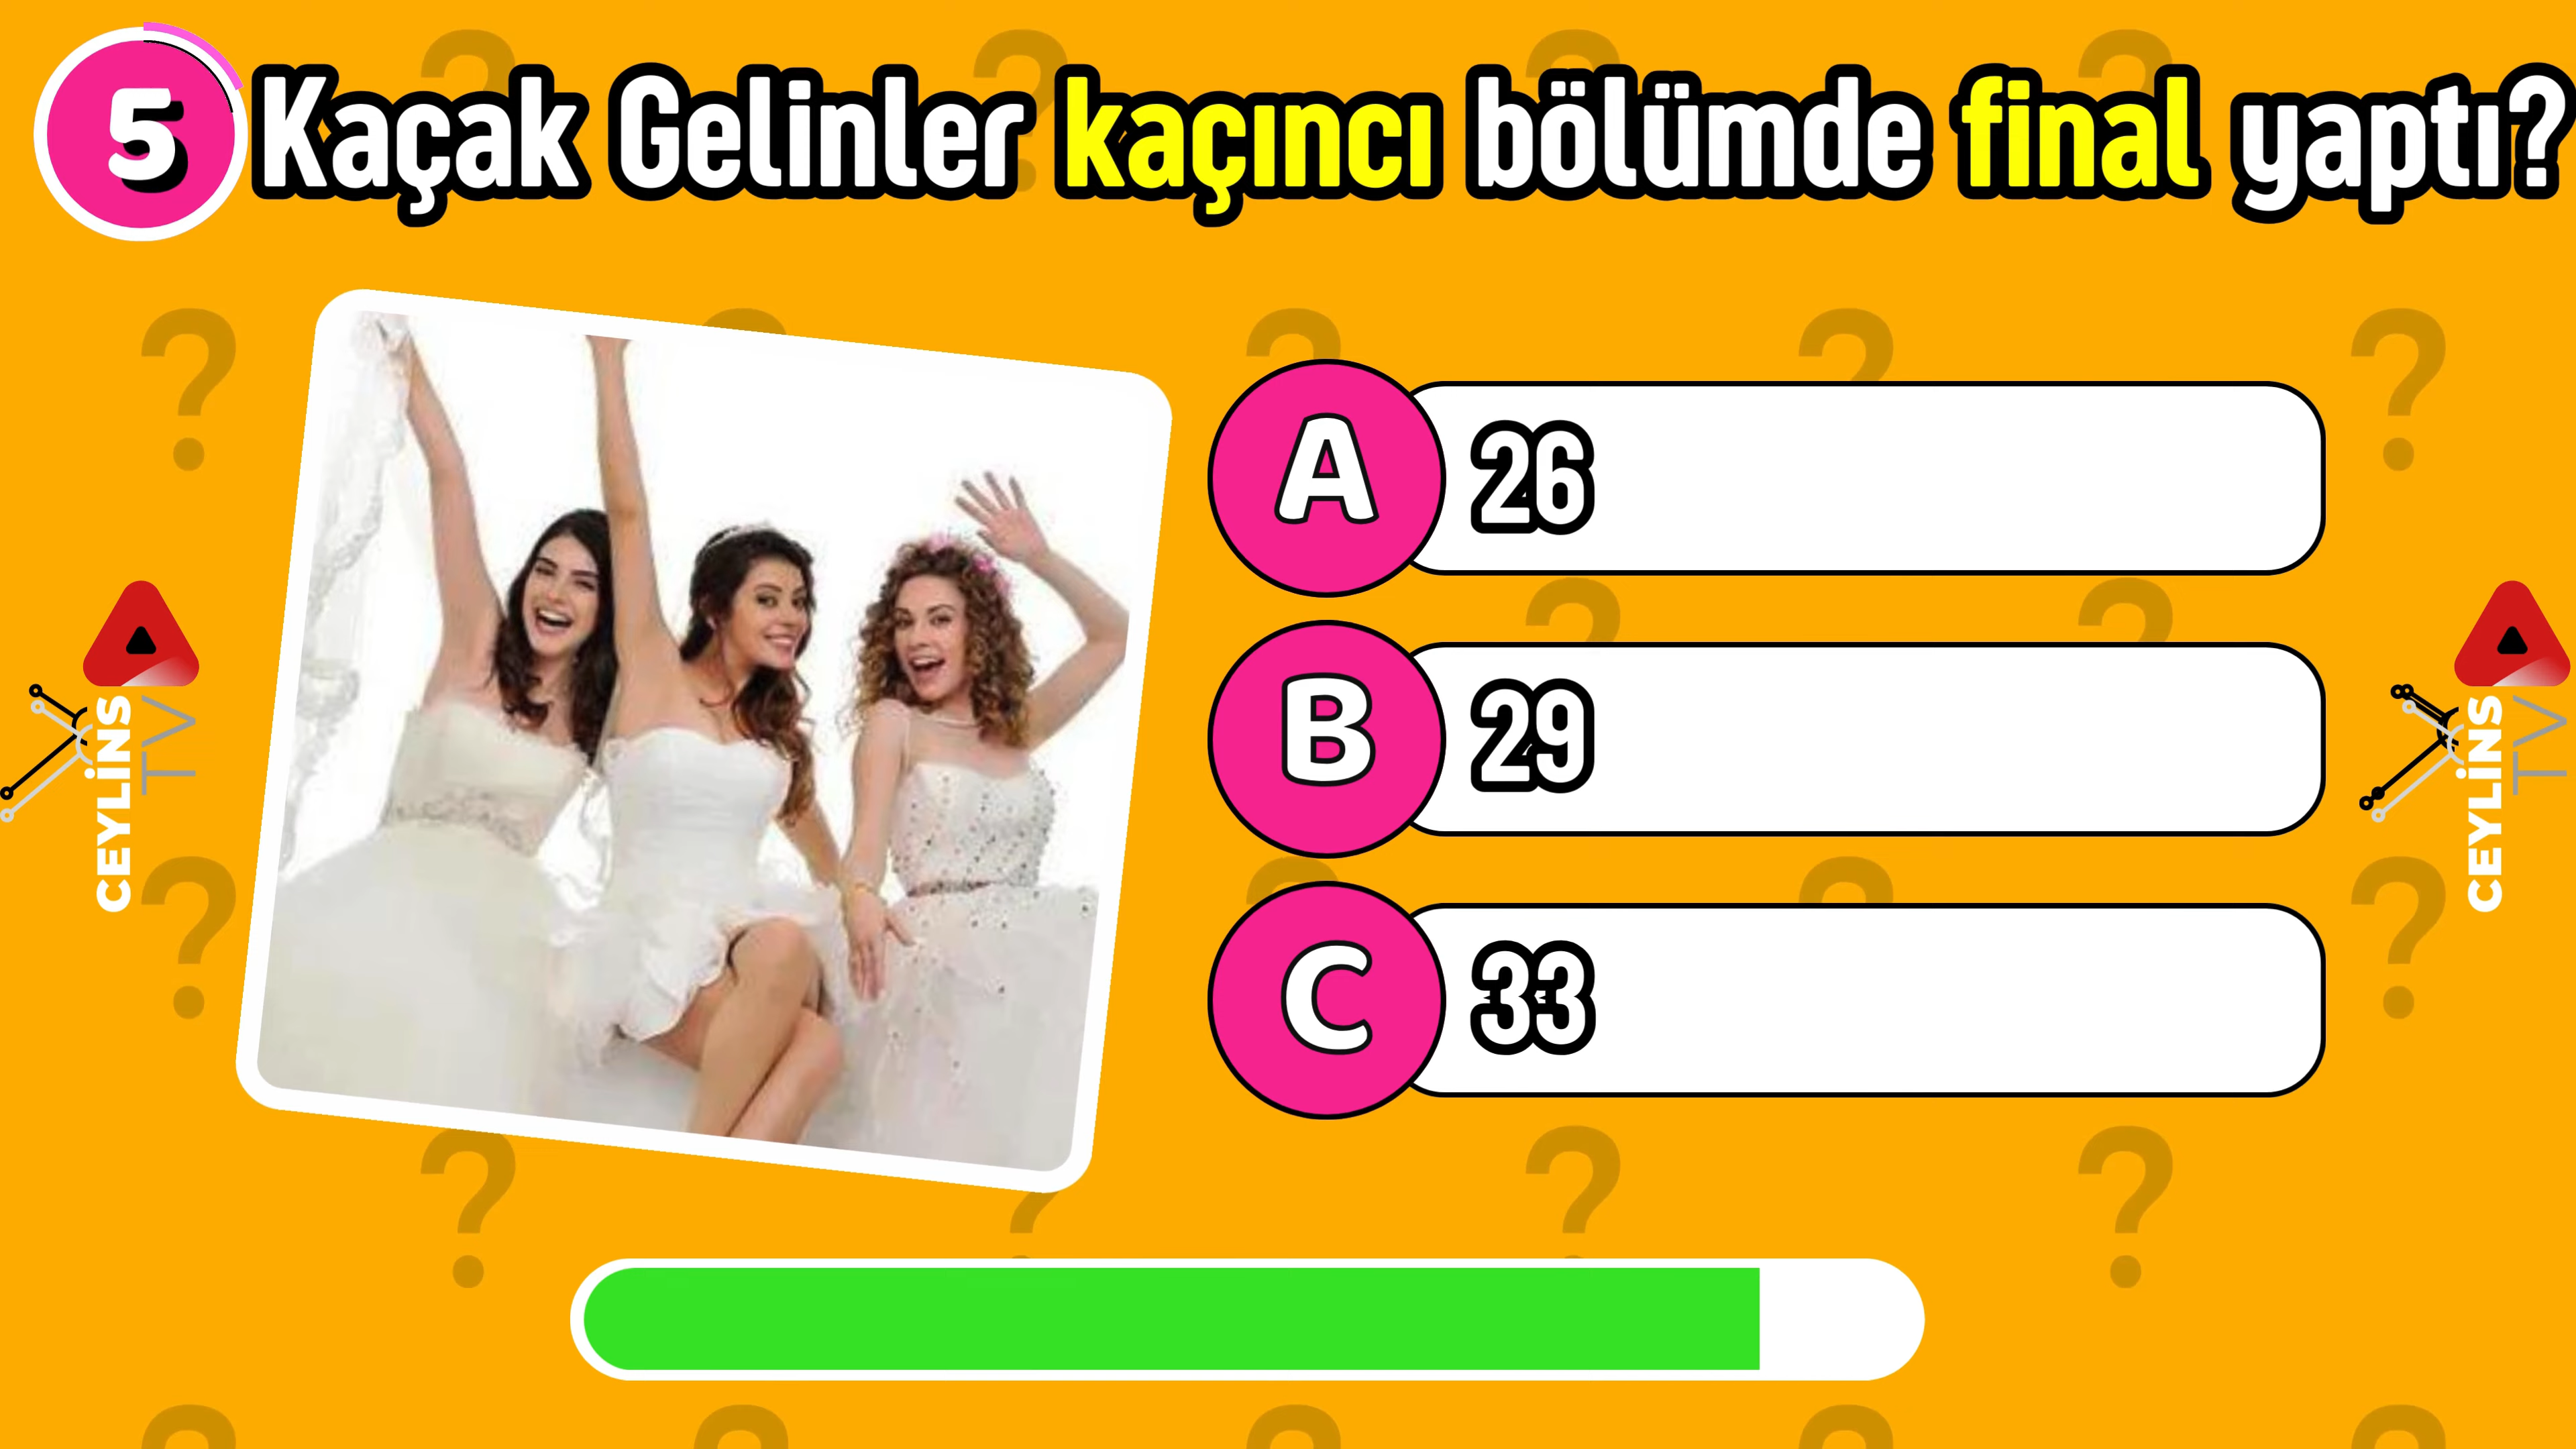 5 Kaçak Gelinler kaçıncı bölümde final yaptı?
A 26
B 29
C 33
CEYLİNS
TV
CEYLİNS
TV